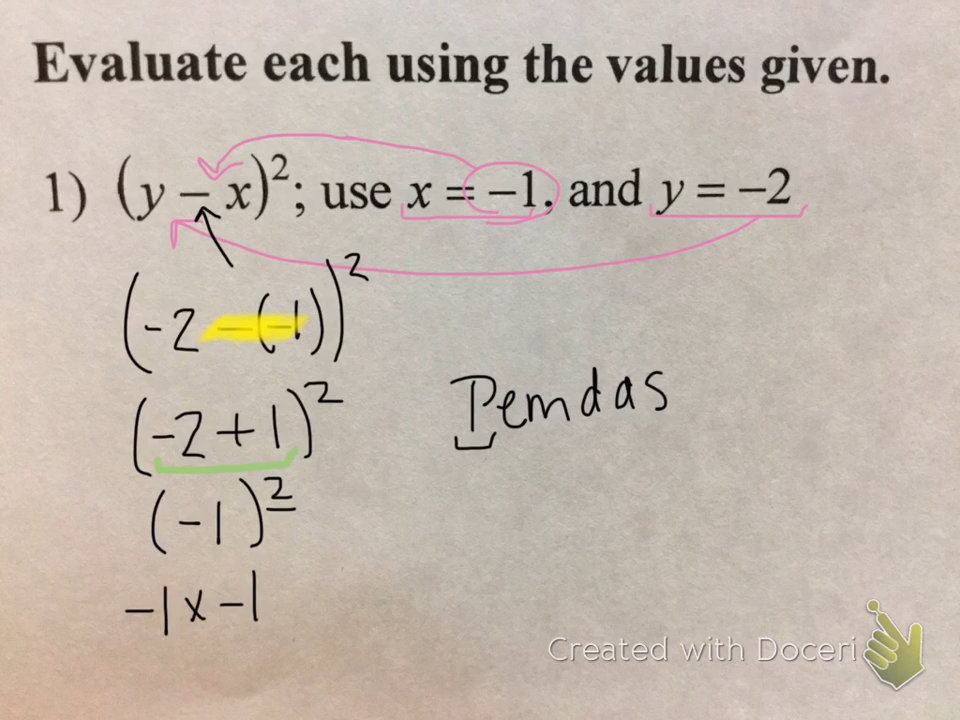 Evaluate each using the values given.
1) (y − x)²; use x = −1, and y = −2
(-2 -(-1))²
(-2+1)²
Pemdas
(-1)²
-1 x -1
Created with Doceri